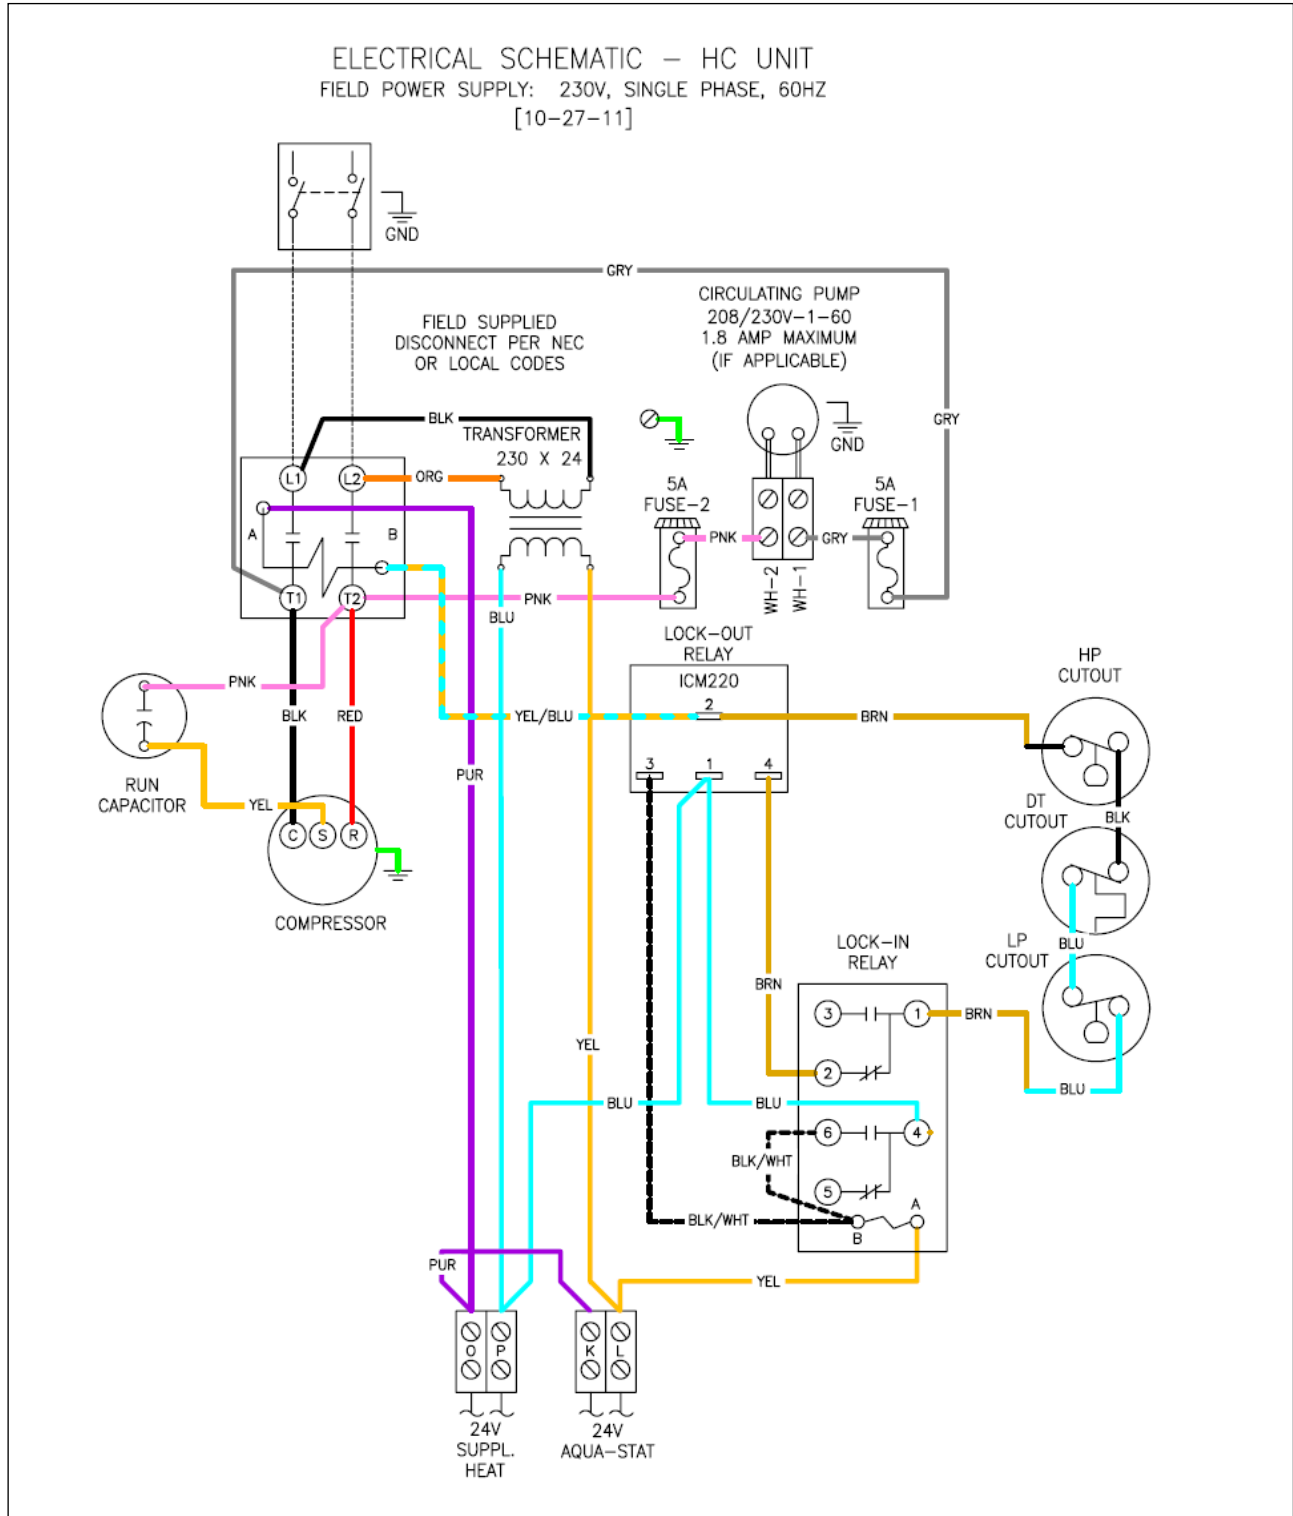 ELECTRICAL SCHEMATIC – HC UNIT
FIELD POWER SUPPLY: 230V, SINGLE PHASE, 60HZ
[10-27-11]
GND
GRY
FIELD SUPPLIED
DISCONNECT PER NEC
OR LOCAL CODES
CIRCULATING PUMP
208/230V-1-60
1.8 AMP MAXIMUM
(IF APPLICABLE)
BLK
TRANSFORMER
230 X 24
GND
GRY
L1
L2
ORG
5A
FUSE-2
5A
FUSE-1
A
B
PNK
GRY
WH-2
WH-1
T1
T2
PNK
BLU
LOCK-OUT
RELAY
ICM220
HP
CUTOUT
PNK
BLK
RED
YEL/BLU
2
BRN
RUN
CAPACITOR
PUR
3
1
4
YEL
C
S
R
DT
CUTOUT
BLK
COMPRESSOR
LOCK-IN
RELAY
BLU
LP
CUTOUT
BRN
3
1
BRN
YEL
2
BLU
BLU
BLU
6
4
BLK/WHT
5
A
BLK/WHT
B
PUR
YEL
O
P
K
L
24V
SUPPL.
HEAT
24V
AQUA-STAT